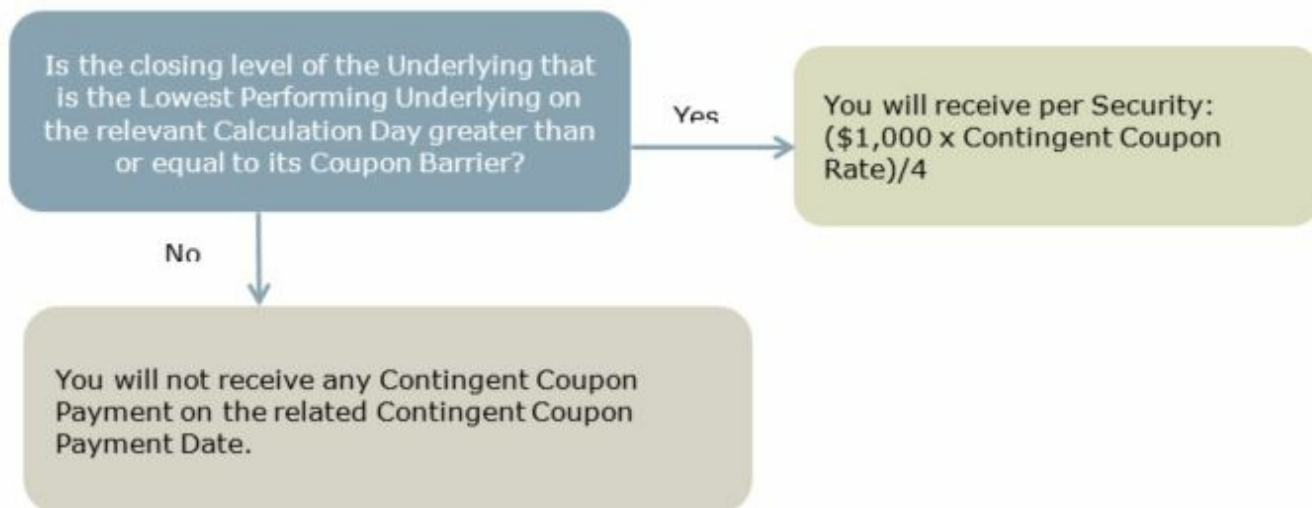 Is the closing level of the Underlying that
is the Lowest Performing Underlying on
the relevant Calculation Day greater than
or equal to its Coupon Barrier?
Yes
You will receive per Security:
($1,000 x Contingent Coupon
Rate)/4
No
You will not receive any Contingent Coupon
Payment on the related Contingent Coupon
Payment Date.